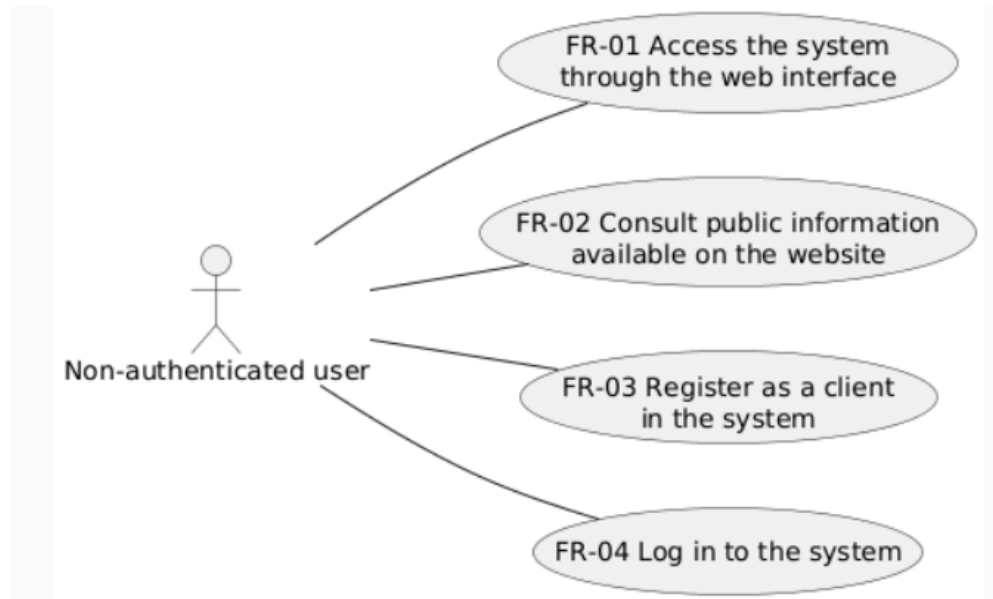 FR-01 Access the system
through the web interface
FR-02 Consult public information
available on the website
Non-authenticated user
FR-03 Register as a client
in the system
FR-04 Log in to the system